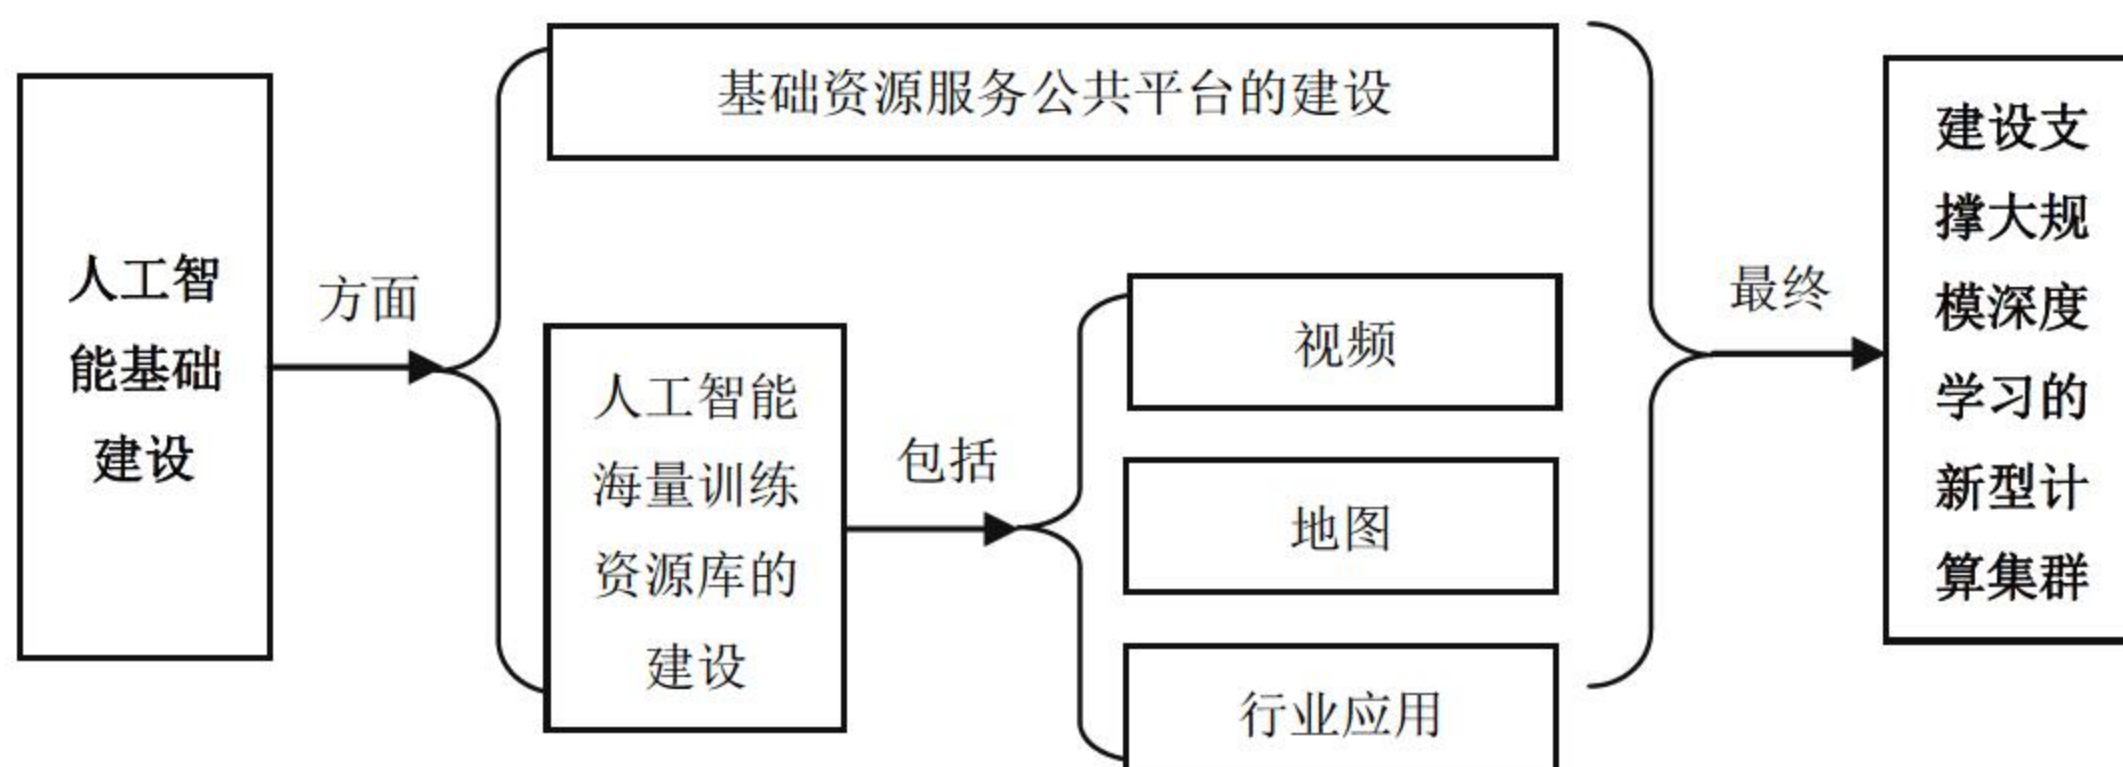 人工智
能基础
建设
方面
基础资源服务公共平台的建设
人工智能
海量训练
资源库的
建设
包括
视频
地图
行业应用
最终
建设支
撑大规
模深度
学习的
新型计
算集群